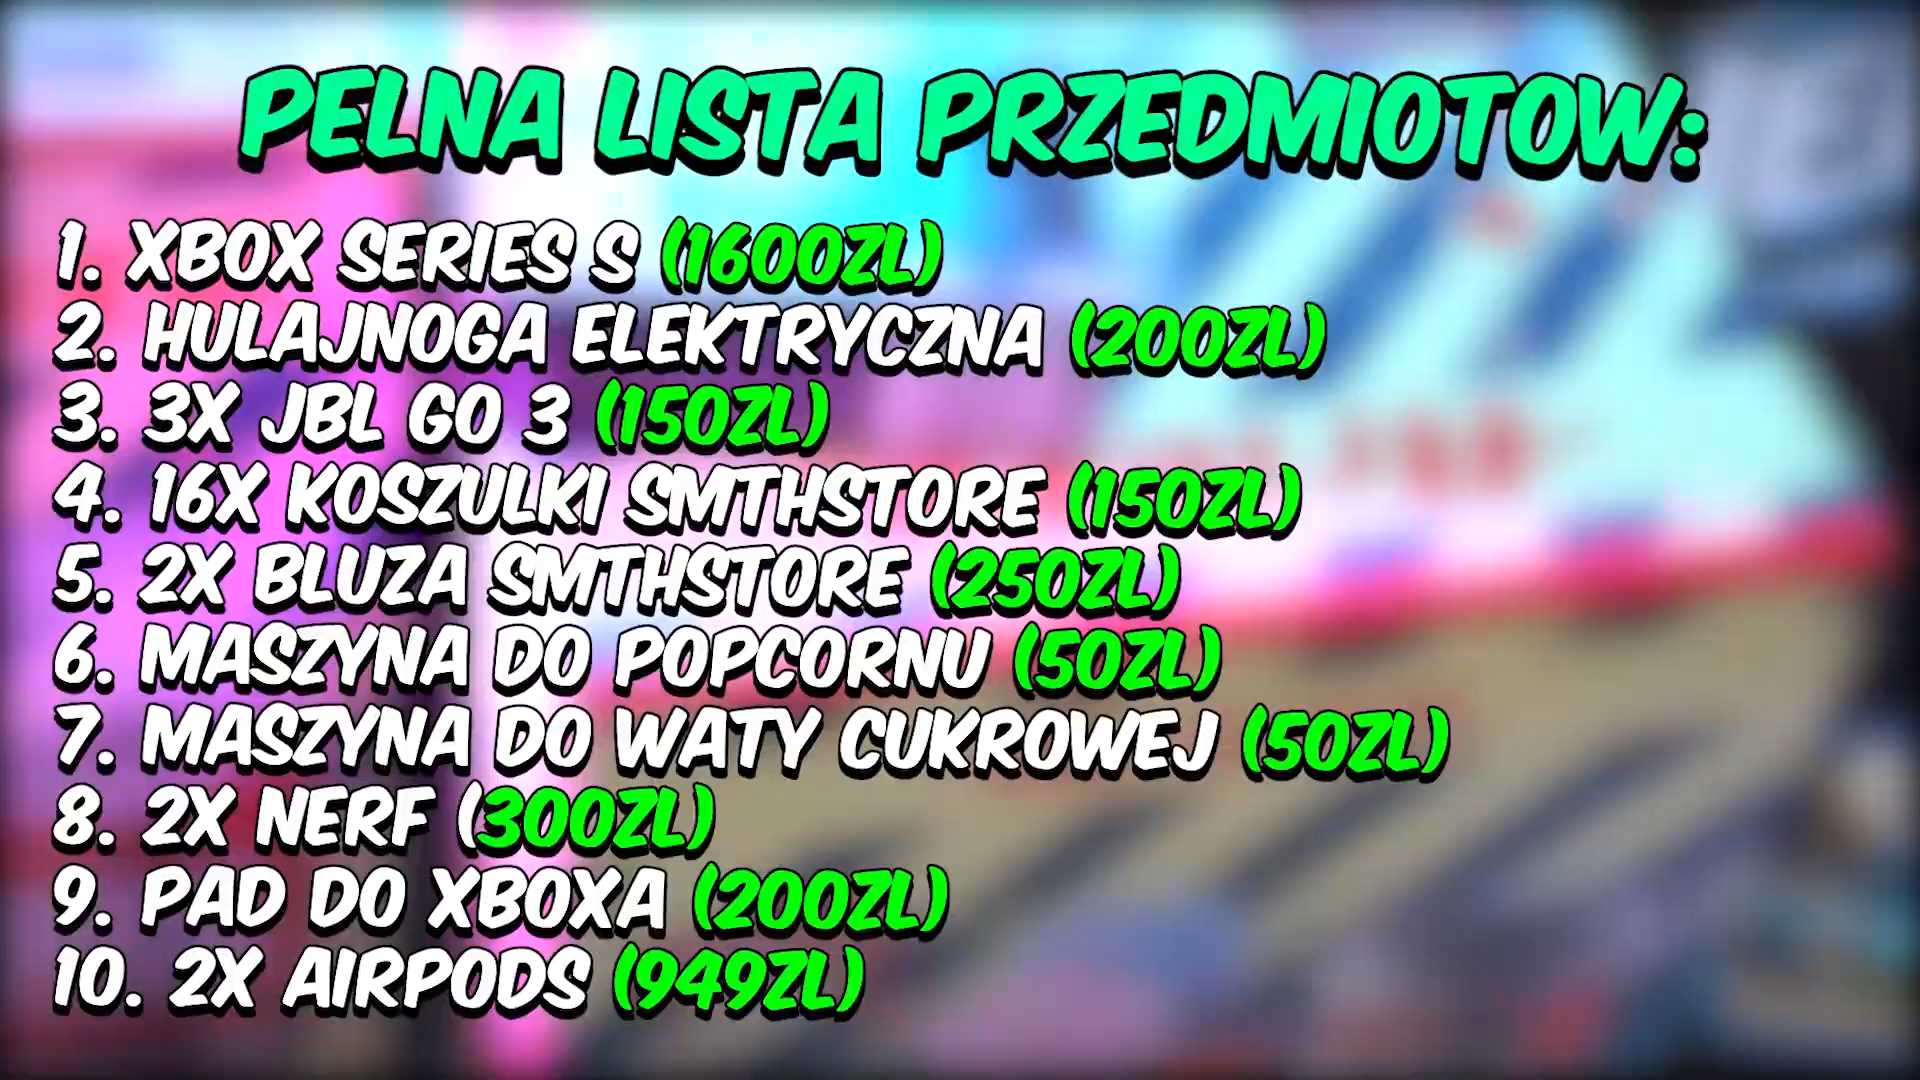 PELNA LISTA PRZEDMIOTOW:
1. XBOX SERIES S (1600ZL)
2. HULAJNOGA ELEKTRYCZNA (200ZL)
3. 3X JBL GO 3 (150ZL)
4. 16X KOSZULKI SMTHSTORE (150ZL)
5. 2X BLUZA SMTHSTORE (250ZL)
6. MASZYNA DO POPCORNU (50ZL)
7. MASZYNA DO WATY CUKROWEJ (50ZL)
8. 2X NERF (300ZL)
9. PAD DO XBOXA (200ZL)
10. 2X AIRPODS (949ZL)